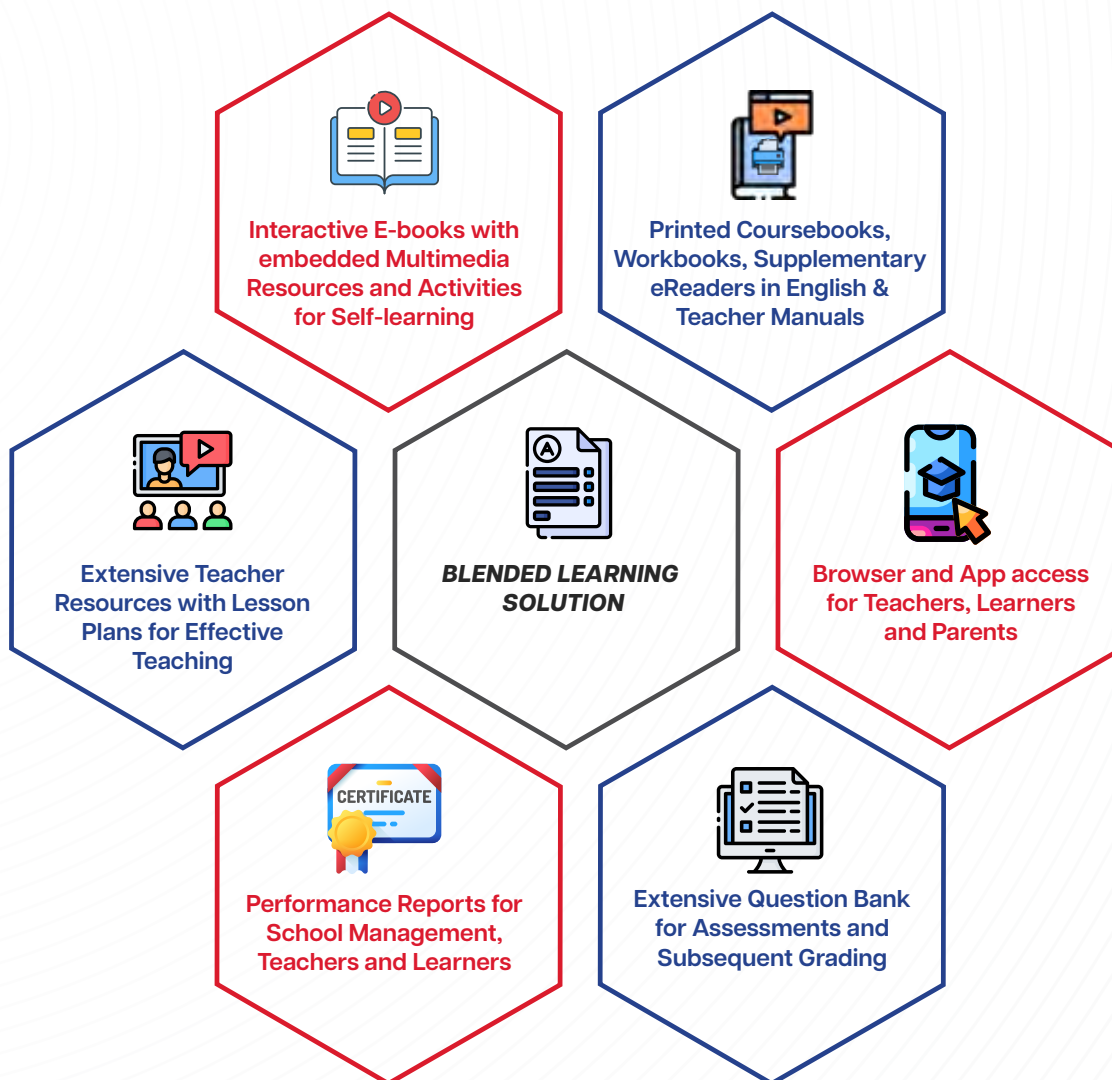 Interactive E-books with
embedded Multimedia
Resources and Activities
for Self-learning
Printed Coursebooks,
Workbooks, Supplementary
eReaders in English &
Teacher Manuals
Extensive Teacher
Resources with Lesson
Plans for Effective
Teaching
A
BLENDED LEARNING
SOLUTION
Browser and App access
for Teachers, Learners
and Parents
CERTIFICATE
Performance Reports for
School Management,
Teachers and Learners
Extensive Question Bank
for Assessments and
Subsequent Grading